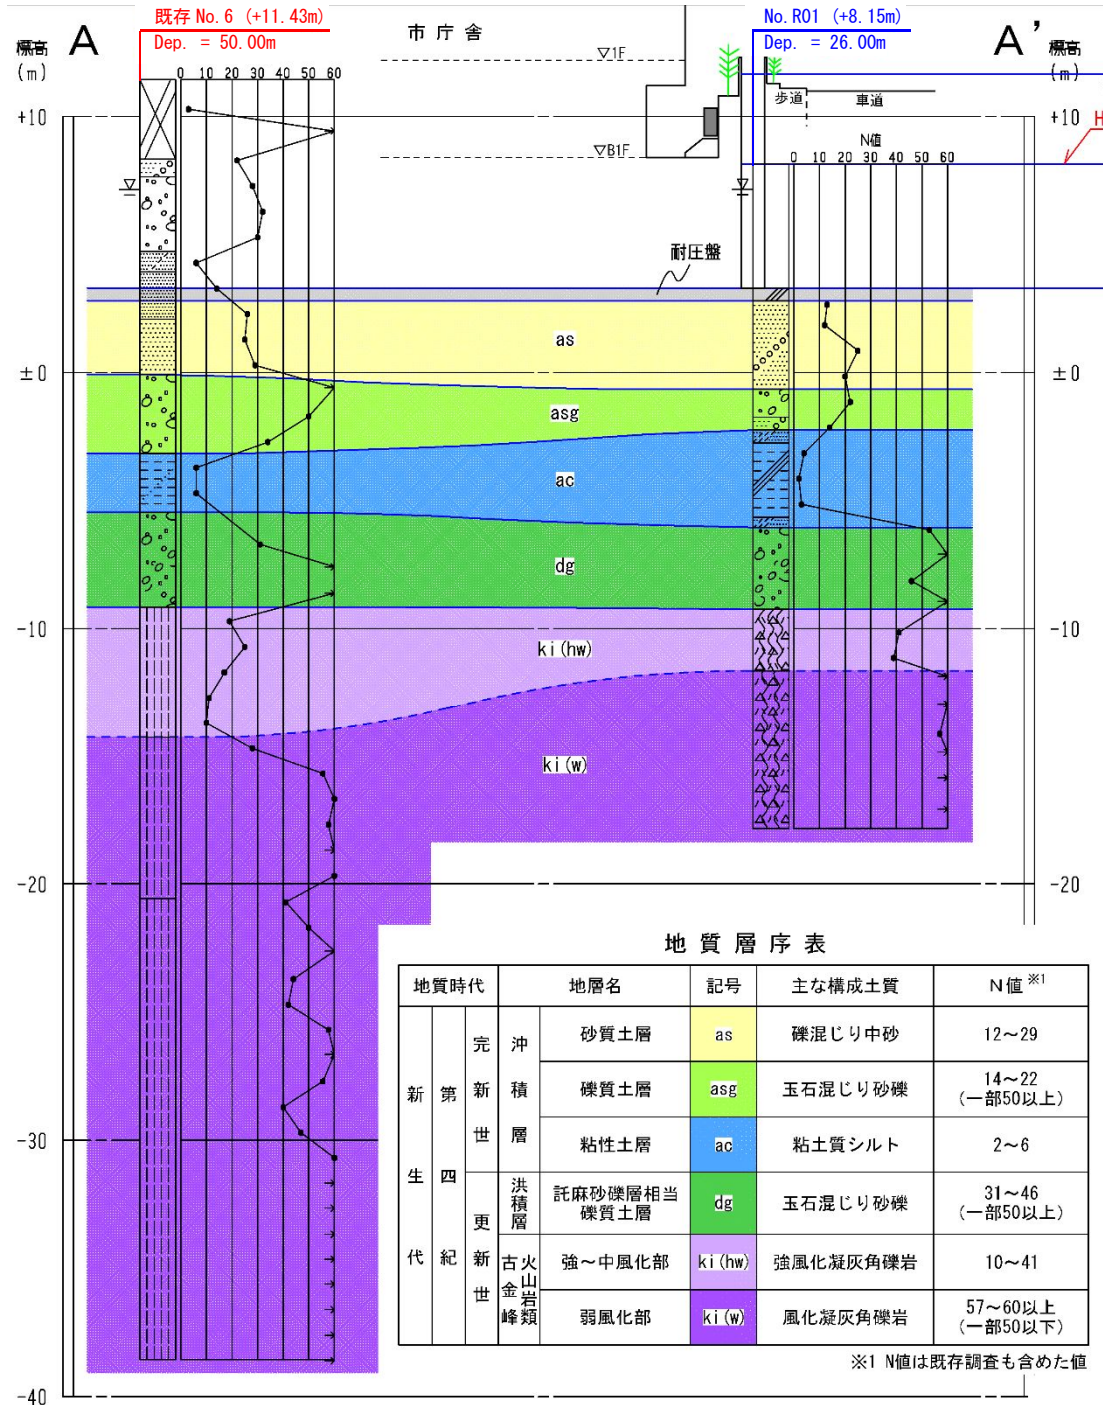 既存 No.6 (+11.43m)
Dep. = 50.00m
市庁舎
No.R01 (+8.15m)
Dep. = 26.00m
標高
(m)
A
A'
標高
(m)
▽1F
▽B1F
歩道
車道
0 10 20 30 40 50 60
N値
0 10 20 30 40 50 60
+10
+10
H
耐圧盤
±0
±0
-10
-10
-20
-20
-30
-40
as
asg
ac
dg
ki(hw)
ki(w)
地質層序表
地質時代 地層名 記号 主な構成土質 N値 ※1
新生代 第四紀 完新世 沖積層 砂質土層 as 礫混じり中砂 12～29
礫質土層 asg 玉石混じり砂礫 14～22
(一部50以上)
粘性土層 ac 粘土質シルト 2～6
更新世 洪積層 託麻砂礫層相当
礫質土層 dg 玉石混じり砂礫 31～46
(一部50以上)
古金峰火山岩類 強～中風化部 ki(hw) 強風化凝灰角礫岩 10～41
弱風化部 ki(w) 風化凝灰角礫岩 57～60以上
(一部50以下)
※1 N値は既存調査も含めた値